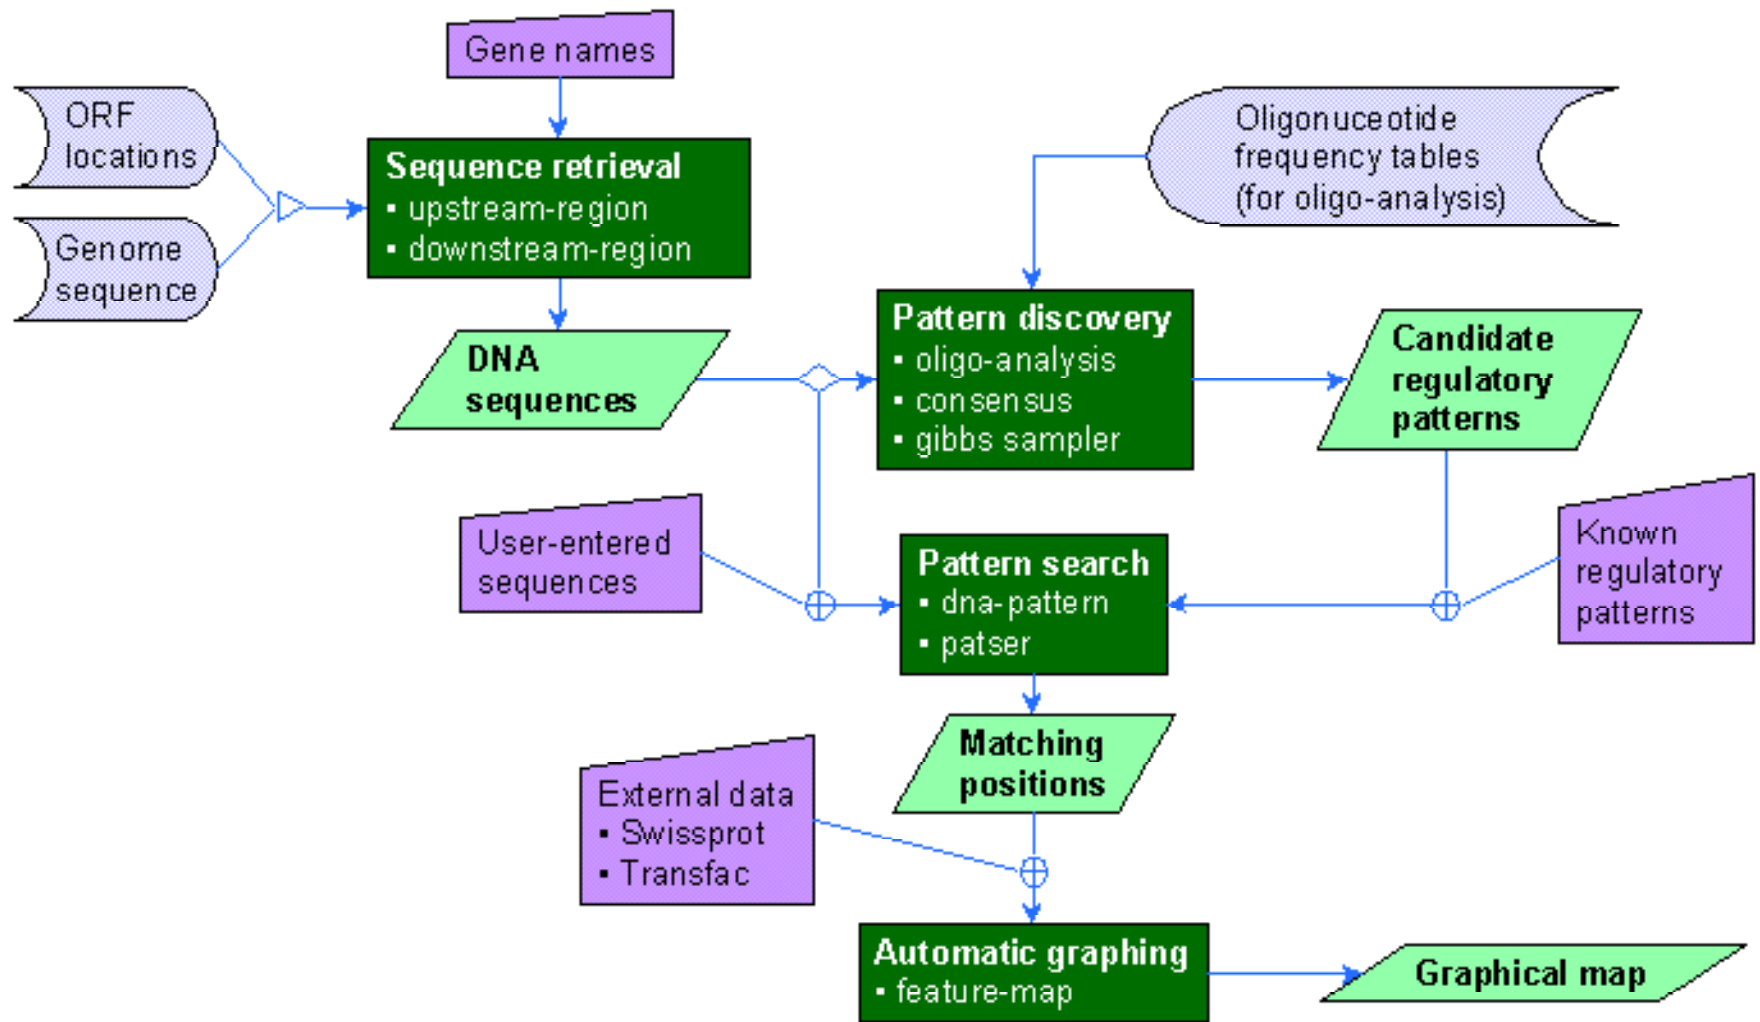 Gene names
ORF
locations
Genome
sequence
Sequence retrieval
▪ upstream-region
▪ downstream-region
Oligonuceotide
frequency tables
(for oligo-analysis)
DNA
sequences
Pattern discovery
▪ oligo-analysis
▪ consensus
▪ gibbs sampler
Candidate
regulatory
patterns
User-entered
sequences
Pattern search
▪ dna-pattern
▪ patser
Known
regulatory
patterns
Matching
positions
External data
▪ Swissprot
▪ Transfac
Automatic graphing
▪ feature-map
Graphical map